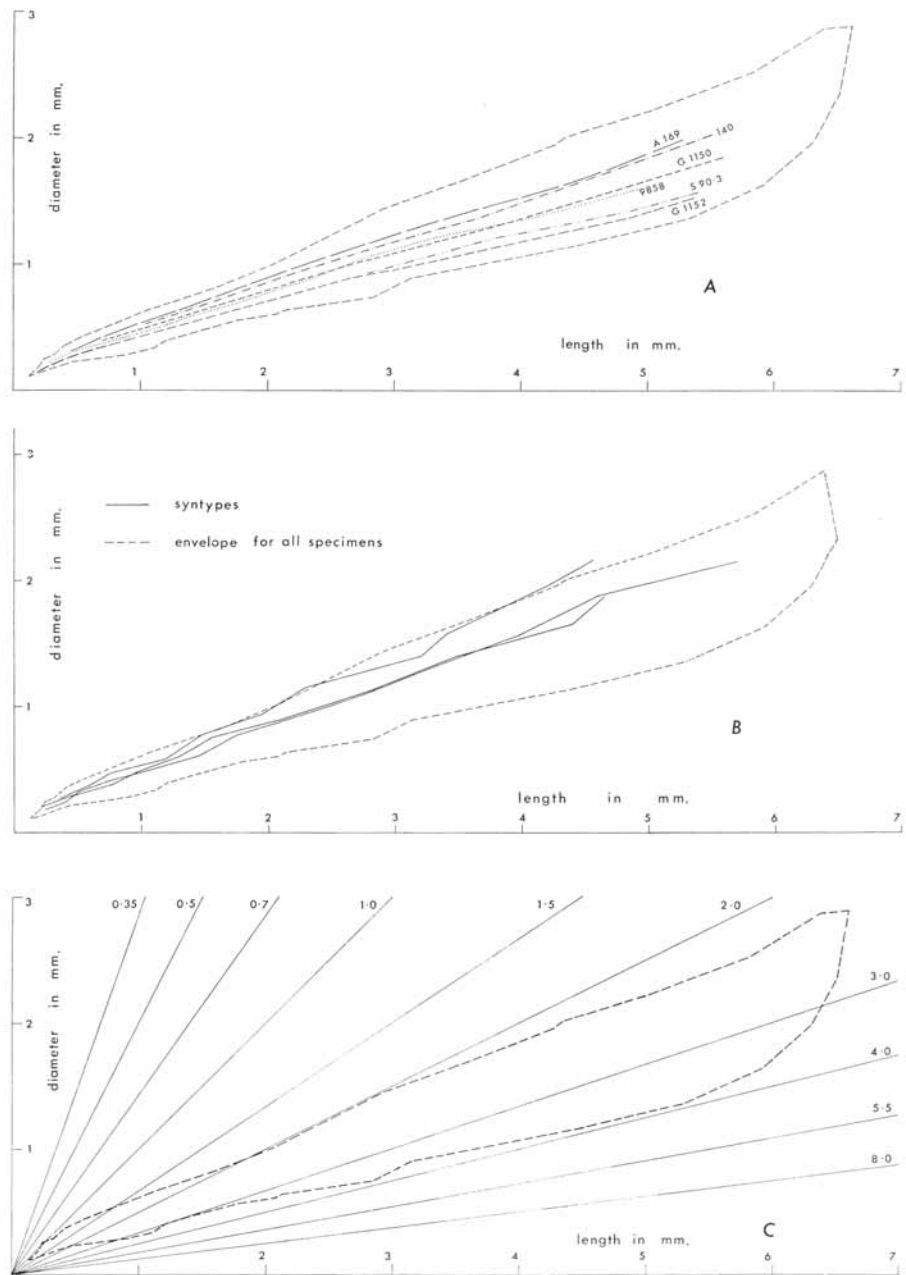 3
2
1
diameter in mm.
A 169
140
G 1150
9858
S 90·3
G 1152
A
length in mm.
1 2 3 4 5 6 7
3
2
1
diameter in mm.
syntypes
envelope for all specimens
B
length in mm.
1 2 3 4 5 6 7
3
2
1
diameter in mm.
0·35 0·5 0·7 1·0 1·5 2·0
3·0
4·0
5·5
8·0
C
length in mm.
1 2 3 4 5 6 7